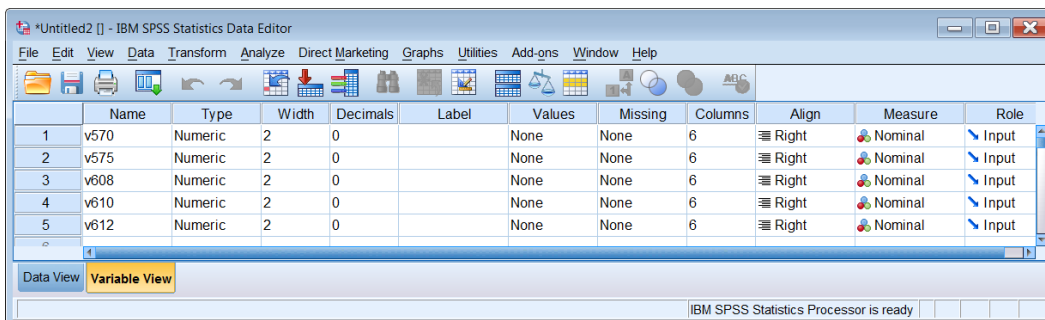 *Untitled2 [] - IBM SPSS Statistics Data Editor
File Edit View Data Transform Analyze Direct Marketing Graphs Utilities Add-ons Window Help
Name Type Width Decimals Label Values Missing Columns Align Measure Role
1 v570 Numeric 2 0 None None 6 Right Nominal Input
2 v575 Numeric 2 0 None None 6 Right Nominal Input
3 v608 Numeric 2 0 None None 6 Right Nominal Input
4 v610 Numeric 2 0 None None 6 Right Nominal Input
5 v612 Numeric 2 0 None None 6 Right Nominal Input
Data View Variable View
IBM SPSS Statistics Processor is ready